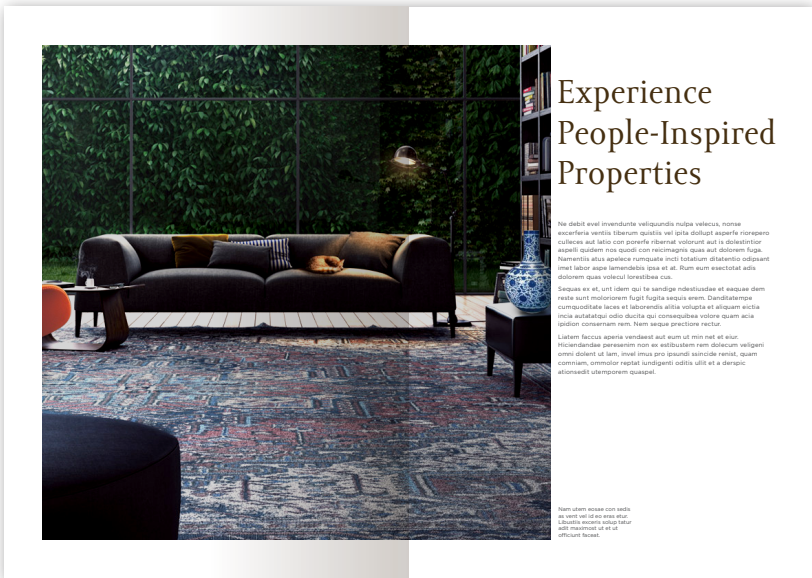 Experience
People-Inspired
Properties
Ne debit evel invendunte veliquundis nulpa velecus, nonse
excerferia ventiis tiberum quistiis vel ipita dollupt asperfe riorepero
culleces aut latio con porerfe ribernat volorunt aut is dolestintior
aspelli quidem nos quodi con reicimagnis quas aut dolorem fuga.
Namentiis atus apelece rumquate incti totatium ditatentio odipsant
imet labor aspe lamendebis ipsa et at. Rum eum esectotat adis
dolorem quas volecul lorestibea cus.
Sequas ex et, unt idem qui te sandige ndestiusdae et eaquae dem
reste sunt moloriorem fugit fugita sequis erem. Danditatempe
cumquoditate laces et laborendis alitia volupta et aliquam eictia
incia autatatqui odio ducita qui consequibea volore quam acia
ipidion consernam rem. Nem seque prectiore rectur.
Liatem faccus aperia vendaest aut eum ut min net et eiur.
Hiciendandae peresenim non ex estibustem rem dolecum veligeni
omni dolent ut lam, invel imus pro ipsundi ssincide renist, quam
comniam, ommolor reptat iundigenti oditis ullit et a derspic
ationsedit utemporem quaspel.
Nam utem eosae con sedis
as vent vel id eo eras etur.
Libustis exceris solup tatur
adit maximost ut et ut
officiunt faceat.